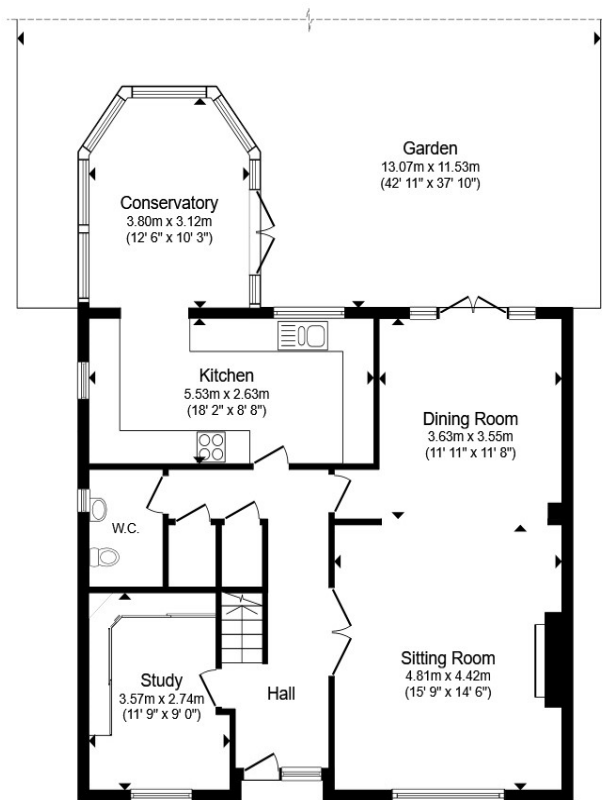 Garden
13.07m x 11.53m
(42' 11" x 37' 10")
Conservatory
3.80m x 3.12m
(12' 6" x 10' 3")
Kitchen
5.53m x 2.63m
(18' 2" x 8' 8")
Dining Room
3.63m x 3.55m
(11' 11" x 11' 8")
W.C.
Sitting Room
4.81m x 4.42m
(15' 9" x 14' 6")
Study
3.57m x 2.74m
(11' 9" x 9' 0")
Hall